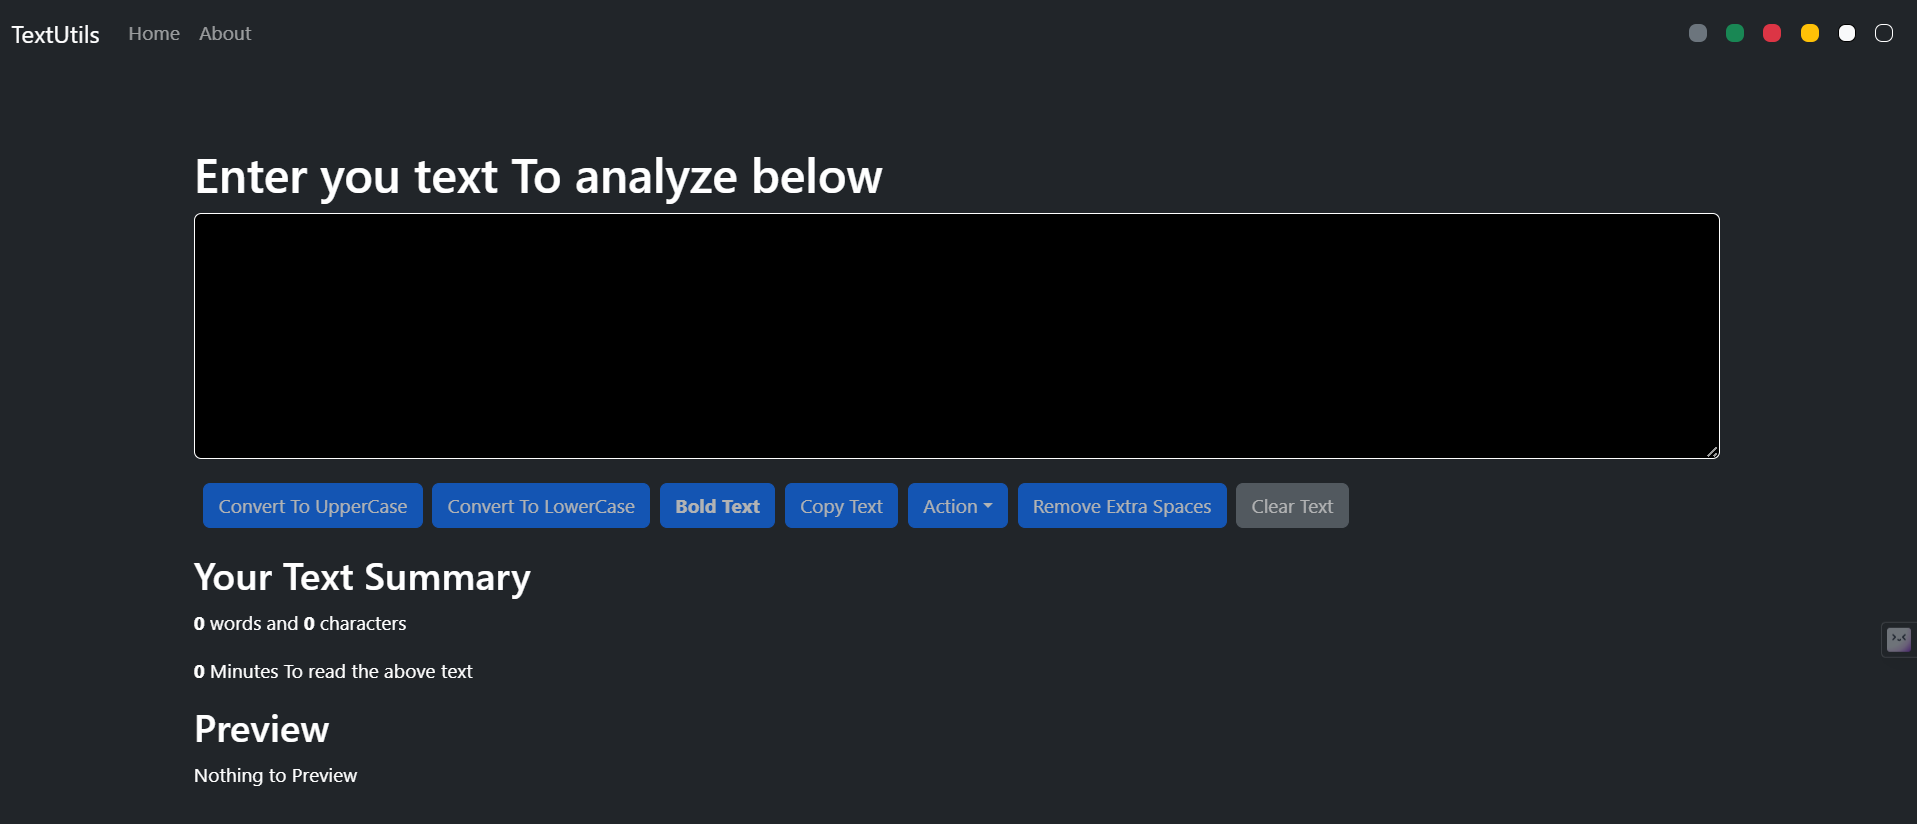 TextUtils Home About
Enter you text To analyze below
Convert To UpperCase Convert To LowerCase Bold Text Copy Text Action Remove Extra Spaces Clear Text
Your Text Summary
0 words and 0 characters
0 Minutes To read the above text
Preview
Nothing to Preview